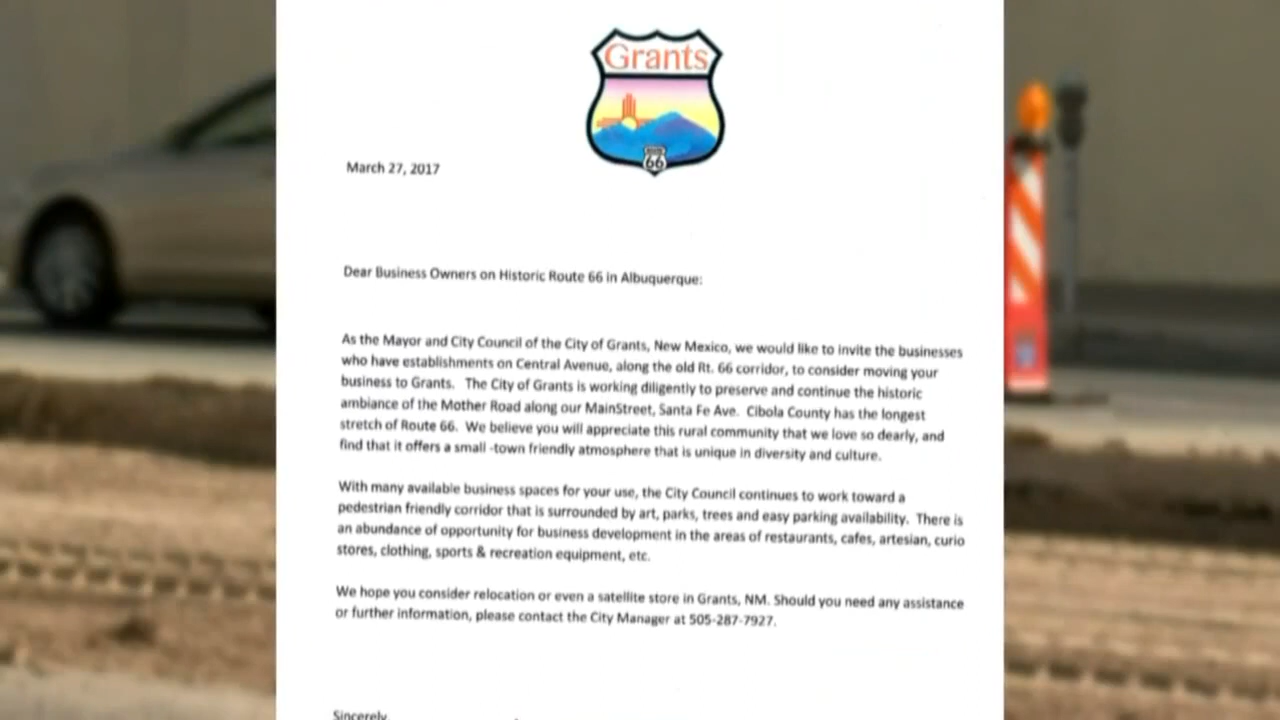 Grants
66
March 27, 2017
Dear Business Owners on Historic Route 66 in Albuquerque:
As the Mayor and City Council of the City of Grants, New Mexico, we would like to invite the businesses
who have establishments on Central Avenue, along the old Rt. 66 corridor, to consider moving your
business to Grants.   The City of Grants is working diligently to preserve and continue the historic
ambiance of the Mother Road along our MainStreet, Santa Fe Ave.  Cibola County has the longest
stretch of Route 66.  We believe you will appreciate this rural community that we love so dearly, and
find that it offers a small -town friendly atmosphere that is unique in diversity and culture.
With many available business spaces for your use, the City Council continues to work toward a
pedestrian friendly corridor that is surrounded by art, parks, trees and easy parking availability.  There is
an abundance of opportunity for business development in the areas of restaurants, cafes, artesian, curio
stores, clothing, sports & recreation equipment, etc.
We hope you consider relocation or even a satellite store in Grants, NM. Should you need any assistance
or further information, please contact the City Manager at 505-287-7927.
Sincerely,